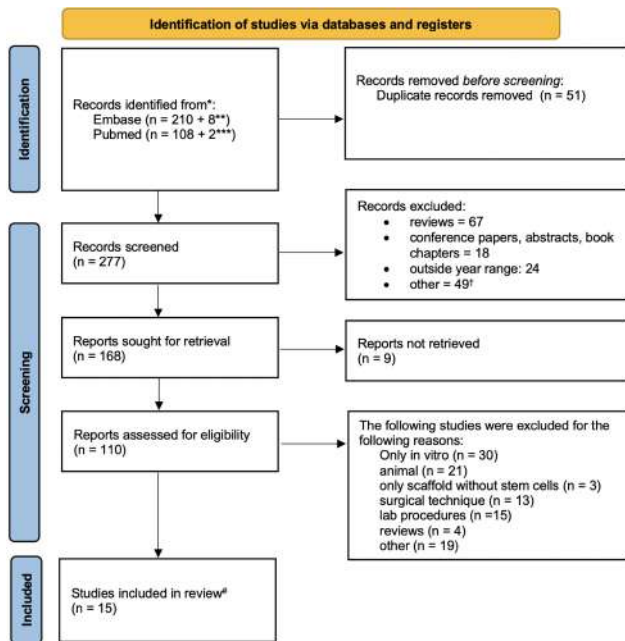 Identification of studies via databases and registers
Identification
Records identified from*:
Embase (n = 210 + 8**)
Pubmed (n = 108 + 2***)
Records removed before screening:
Duplicate records removed (n = 51)
Screening
Records screened
(n = 277)
Records excluded:
• reviews = 67
• conference papers, abstracts, book
chapters = 18
• outside year range: 24
• other = 49†
Reports sought for retrieval
(n = 168)
Reports not retrieved
(n = 9)
Reports assessed for eligibility
(n = 110)
The following studies were excluded for the
following reasons:
Only in vitro (n = 30)
animal (n = 21)
only scaffold without stem cells (n = 3)
surgical technique (n = 13)
lab procedures (n =15)
reviews (n = 4)
other (n = 19)
Included
Studies included in review#
(n = 15)